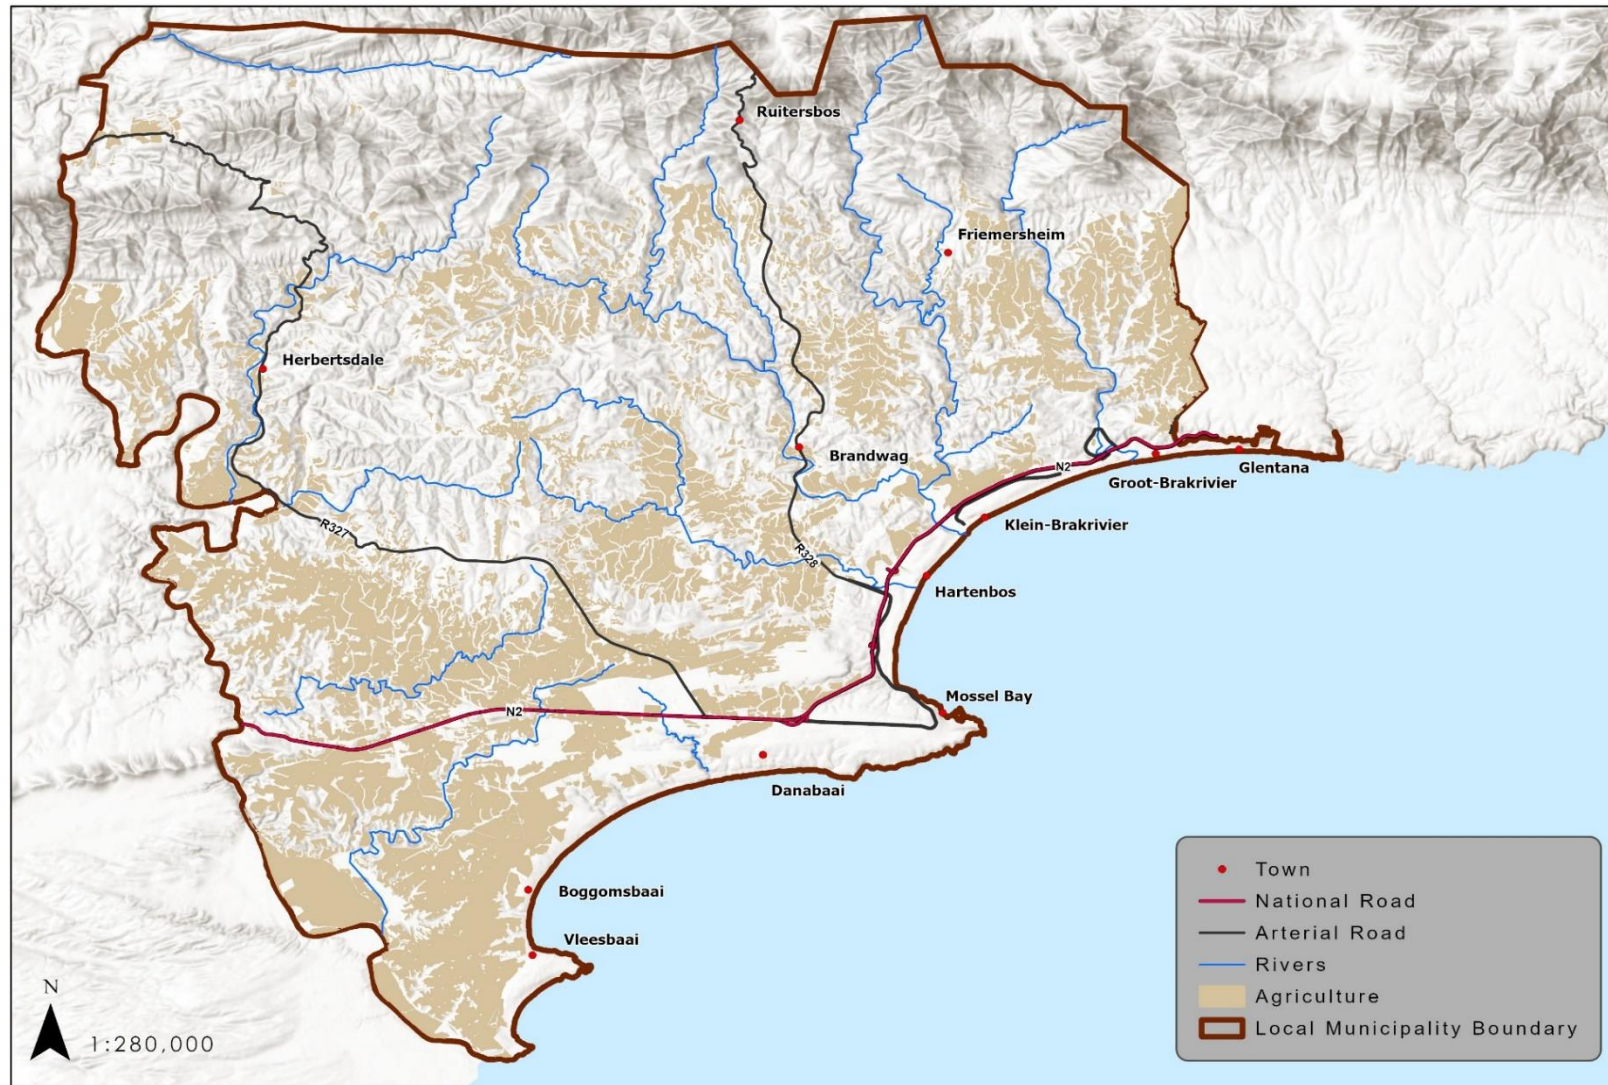 Ruitersbos
Friemersheim
Herbertsdale
Brandwag
N2
Glentana
Groot-Brakrivier
Klein-Brakrivier
R327
R328
Hartenbos
Mossel Bay
N2
Danabaai
Boggomsbaai
Vleesbaai
N
1:280,000
Town
National Road
Arterial Road
Rivers
Agriculture
Local Municipality Boundary